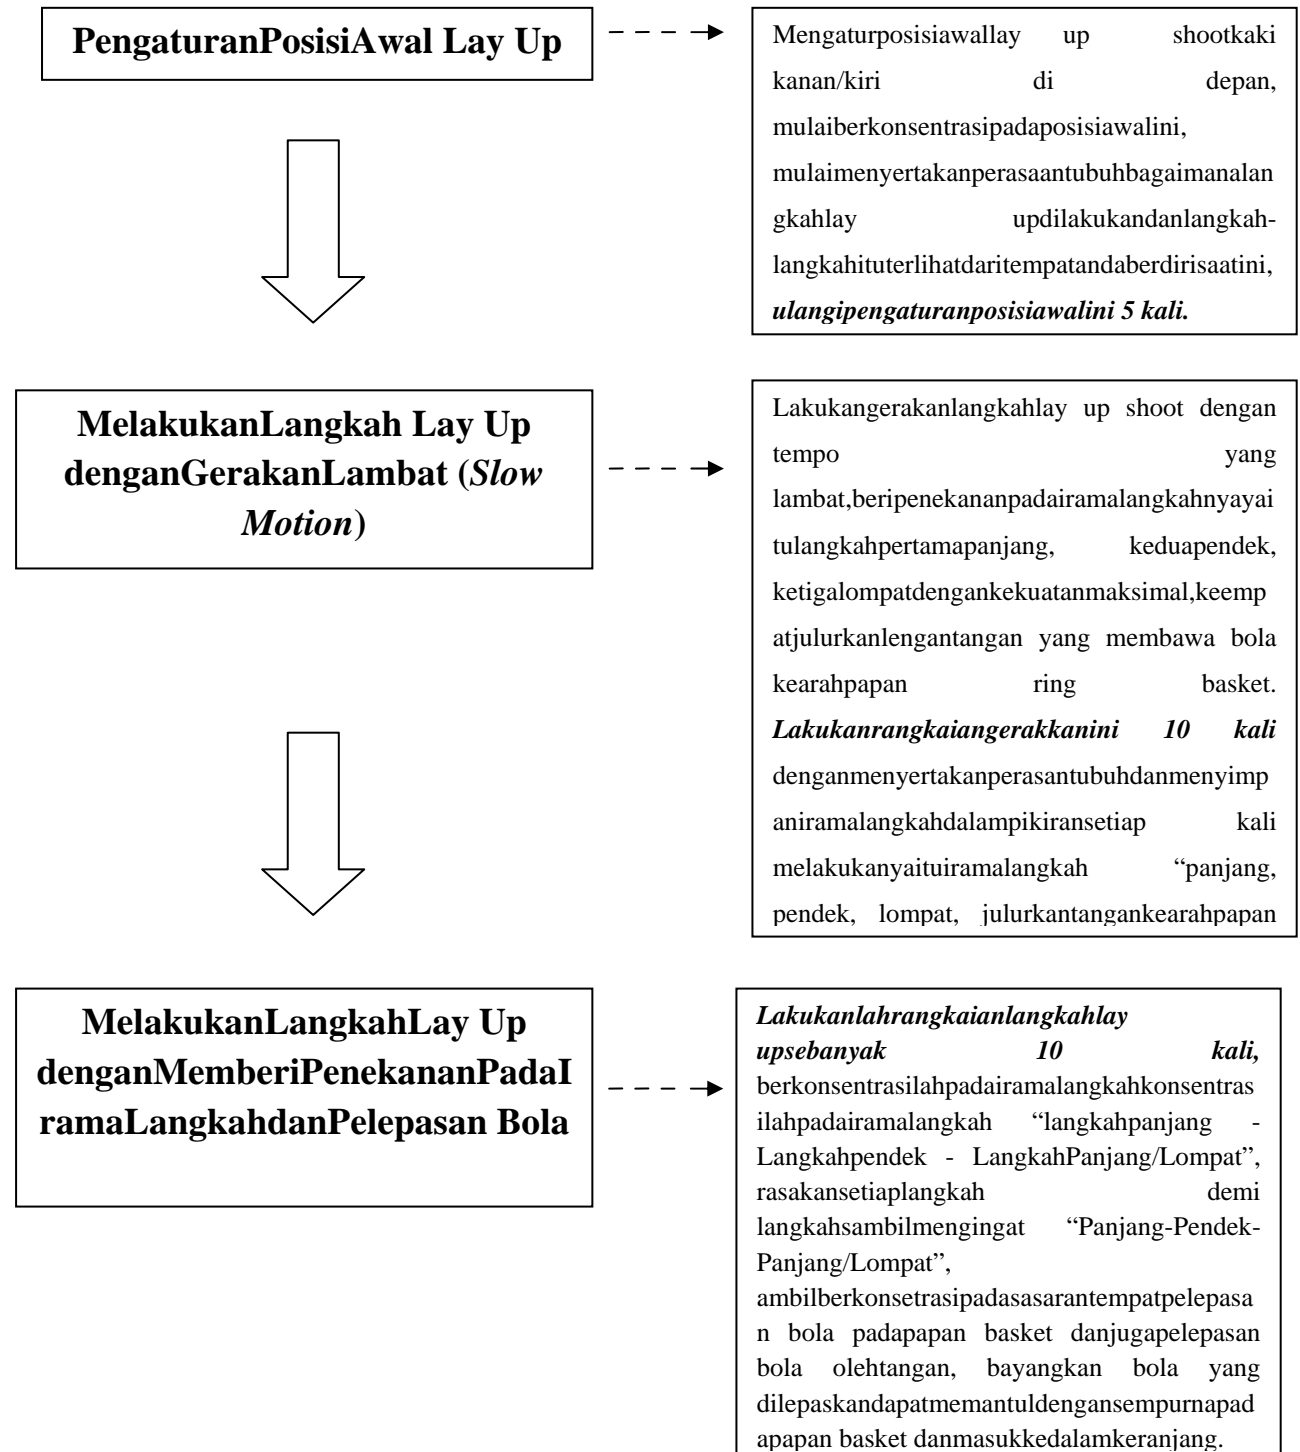 PengaturanPosisiAwal Lay Up
Mengaturposisiawallay up shootkaki
kanan/kiri di depan,
mulaiberkonsentrasipadaposisiawalini,
mulaimenyertakanperasaantubuhbagaimanalan
gkahlay updilakukandanlangkah-
langkahituterlihatdaritempatandaberdirisaatini,
ulangipengaturanposisiawalini 5 kali.
MelakukanLangkah Lay Up
denganGerakanLambat (Slow
Motion)
Lakukangerakanlangkahlay up shoot dengan
tempo yang
lambat,beripenekananpadairamalangkahnyayai
tulangkahpertamapanjang, keduapendek,
ketigalompatdengankekuatanmaksimal,keemp
atjulurkanlengantangan yang membawa bola
kearahpapan ring basket.
Lakukanrangkaiangerakkanini 10 kali
denganmenyertakanperasantubuhdanmenyimp
aniramalangkahdalampikiransetiap kali
melakukanyaituiramalangkah “panjang,
pendek, lompat, julurkantangankearahpapan
MelakukanLangkahLay Up
denganMemberiPenekananPadaI
ramaLangkahdanPelepasan Bola
Lakukanlahrangkaianlangkahlay
upsebanyak 10 kali,
berkonsentrasilahpadairamalangkahkonsentras
ilahpadairamalangkah “langkahpanjang -
Langkahpendek - LangkahPanjang/Lompat”,
rasakansetiaplangkah demi
langkahsambilmengingat “Panjang-Pendek-
Panjang/Lompat”,
ambilberkonsetrasipadasasarantempatpelepasa
n bola padapapan basket danjugapelepasan
bola olehtangan, bayangkan bola yang
dilepaskandapatmemantuldengansempurnapad
apapan basket danmasukkedalamkeranjang.